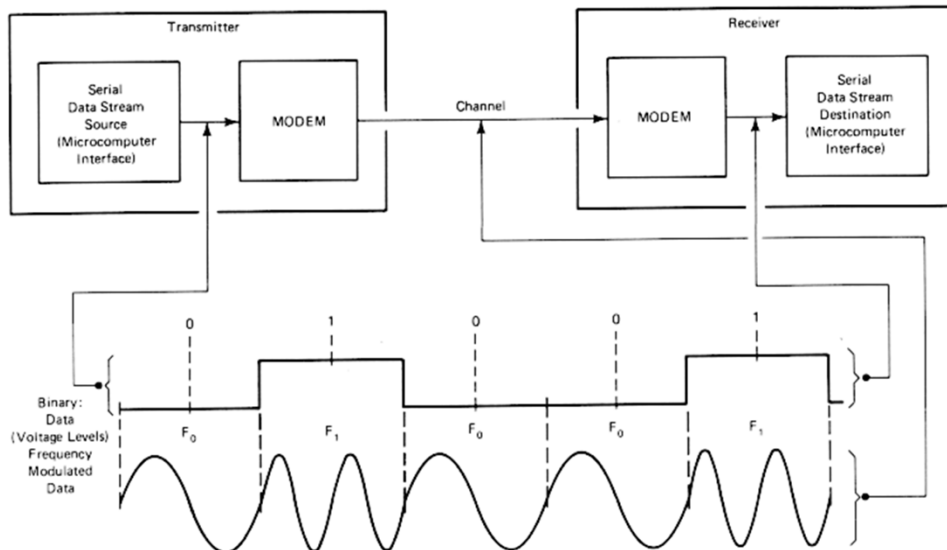 Transmitter
Receiver
Serial
Data Stream
Source
(Microcomputer
Interface)
MODEM
Channel
MODEM
Serial
Data Stream
Destination
(Microcomputer
Interface)
0
1
0
0
1
Binary:
Data
(Voltage Levels)
Frequency
Modulated
Data
F₀
F₁
F₀
F₀
F₁